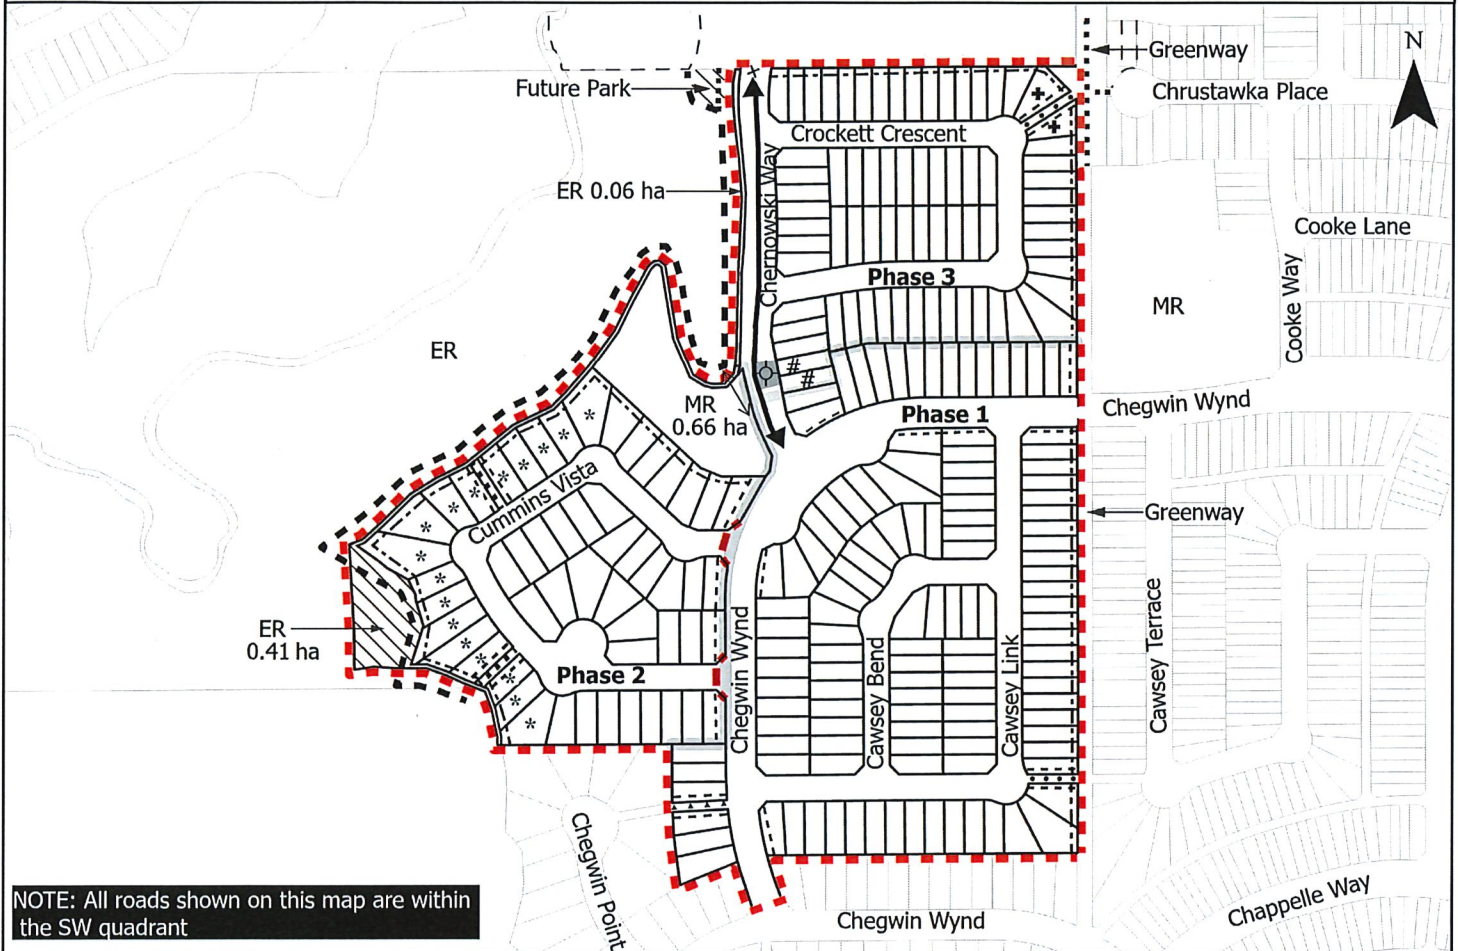 Greenway
N
Future Park
Chrustawka Place
Crockett Crescent
ER 0.06 ha
Chernowski Way
Cooke Lane
Cooke Way
Phase 3
MR
ER
# 
#
MR
0.66 ha
Phase 1
Chegwin Wynd
Cummins Vista
Greenway
ER
0.41 ha
Phase 2
Chegwin Wynd
Cawsey Bend
Cawsey Link
Cawsey Terrace
Chegwin Point
Chegwin Wynd
Chappelle Way
NOTE: All roads shown on this map are within
the SW quadrant